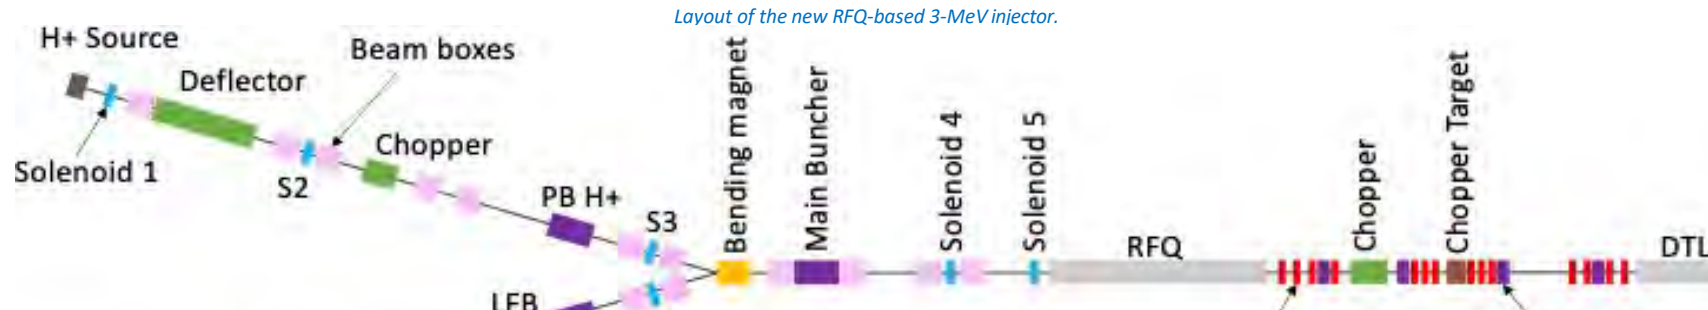 Layout of the new RFQ-based 3-MeV injector.
H+ Source
Beam boxes
Deflector
Chopper
Solenoid 1
S2
PB H+
S3
Bending magnet
Main Buncher
Solenoid 4
Solenoid 5
RFQ
Chopper
Chopper Target
DTL